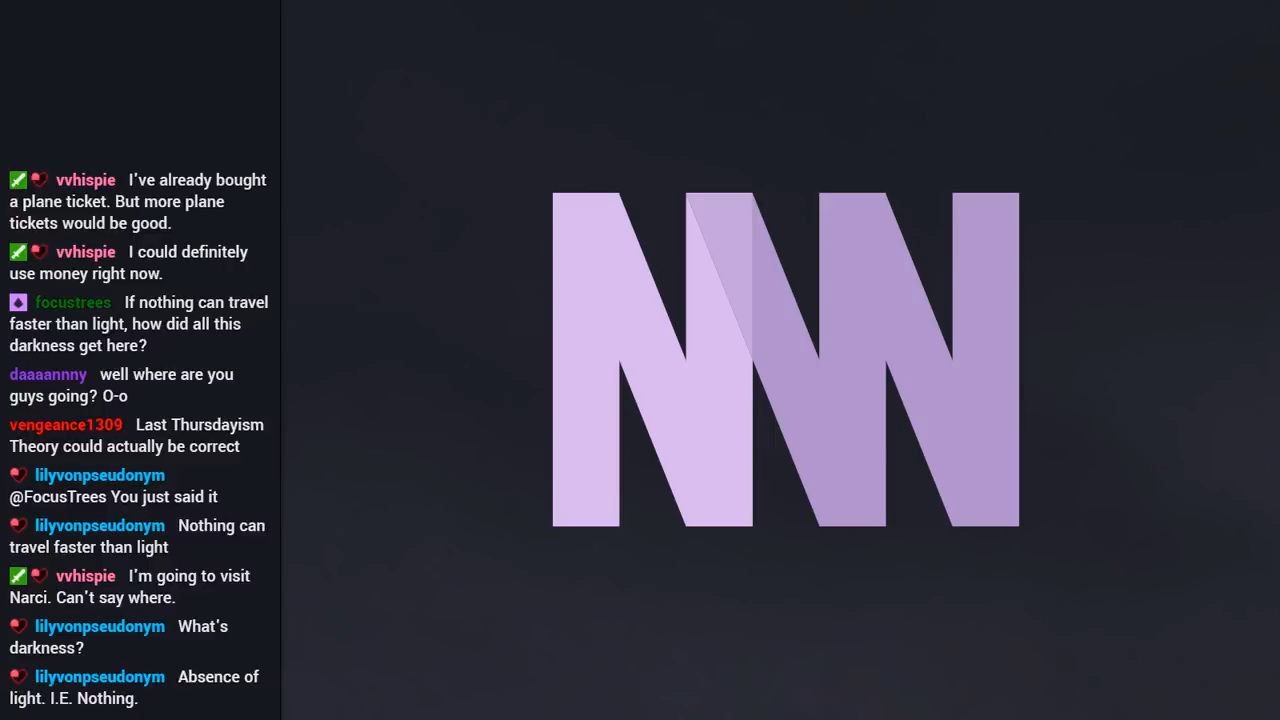 vvhispie I've already bought
a plane ticket. But more plane
tickets would be good.
vvhispie I could definitely
use money right now.
focustrees If nothing can travel
faster than light, how did all this
darkness get here?
daaaannny well where are you
guys going? O-o
vengeance1309 Last Thursdayism
Theory could actually be correct
lilyvonpseudonym
@FocusTrees You just said it
lilyvonpseudonym Nothing can
travel faster than light
vvhispie I'm going to visit
Narci. Can't say where.
lilyvonpseudonym What's
darkness?
lilyvonpseudonym Absence of
light. I.E. Nothing.
NN